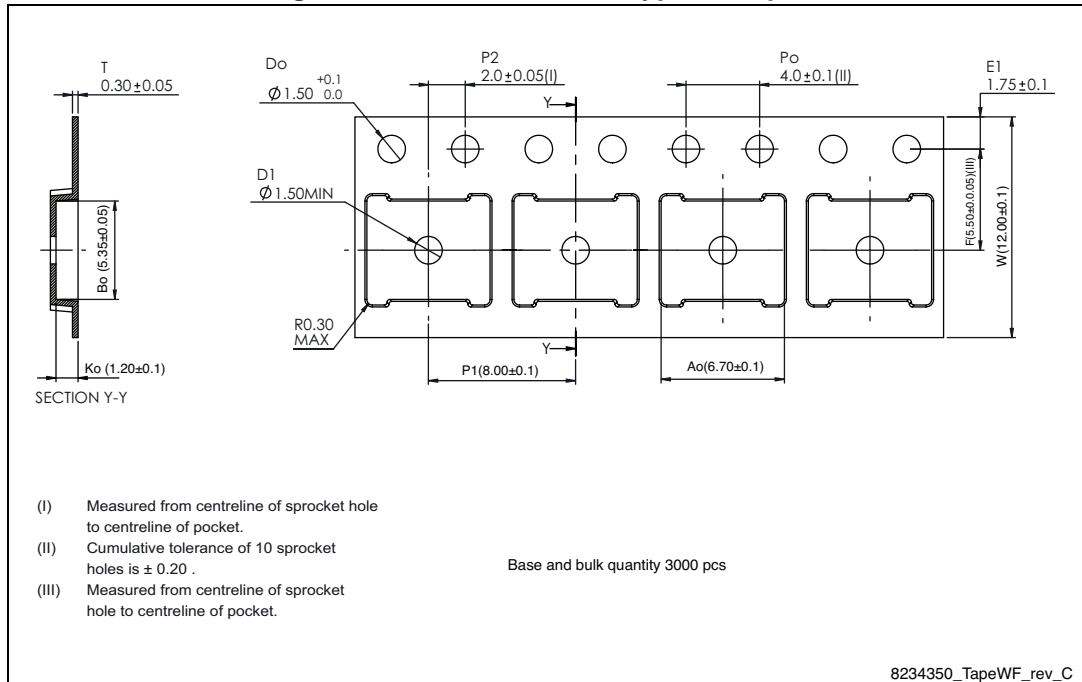 T
0.30±0.05
Do
Ø1.50 +0.1 0.0
P2
2.0±0.05(I)
Po
4.0±0.1(II)
E1
1.75±0.1
Y
D1
Ø1.50MIN
F(5.50±0.0.05)(III)
W(12.00±0.1)
Bo (5.35±0.05)
R0.30
MAX
Y
Ko (1.20±0.1)
P1(8.00±0.1)
Ao(6.70±0.1)
SECTION Y-Y
(I) Measured from centreline of sprocket hole
to centreline of pocket.
(II) Cumulative tolerance of 10 sprocket
holes is ± 0.20 .
(III) Measured from centreline of sprocket
hole to centreline of pocket.
Base and bulk quantity 3000 pcs
8234350_TapeWF_rev_C